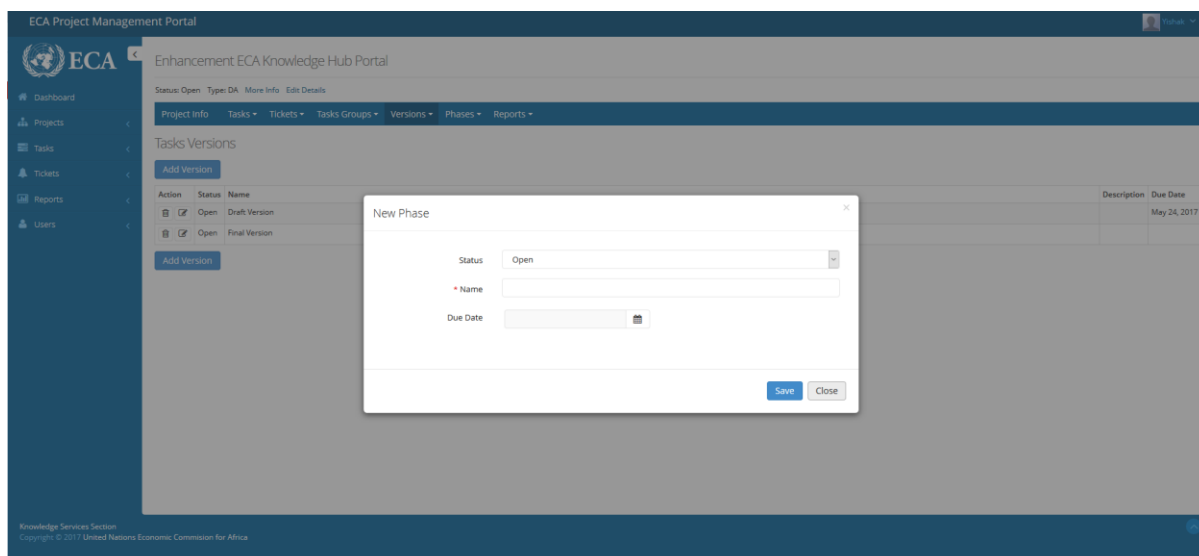 ECA Project Management Portal
Yishak
ECA
Enhancement ECA Knowledge Hub Portal
Status: Open Type: DA More Info Edit Details
Dashboard
Projects
Tasks
Tickets
Reports
Users
Project Info Tasks Tickets Tasks Groups Versions Phases Reports
Tasks Versions
Add Version
Action Status Name Description Due Date
Open Draft Version May 24, 2017
Open Final Version
Add Version
New Phase ×
Status Open
* Name
Due Date
Save Close
Knowledge Services Section
Copyright © 2017 United Nations Economic Commision for Africa